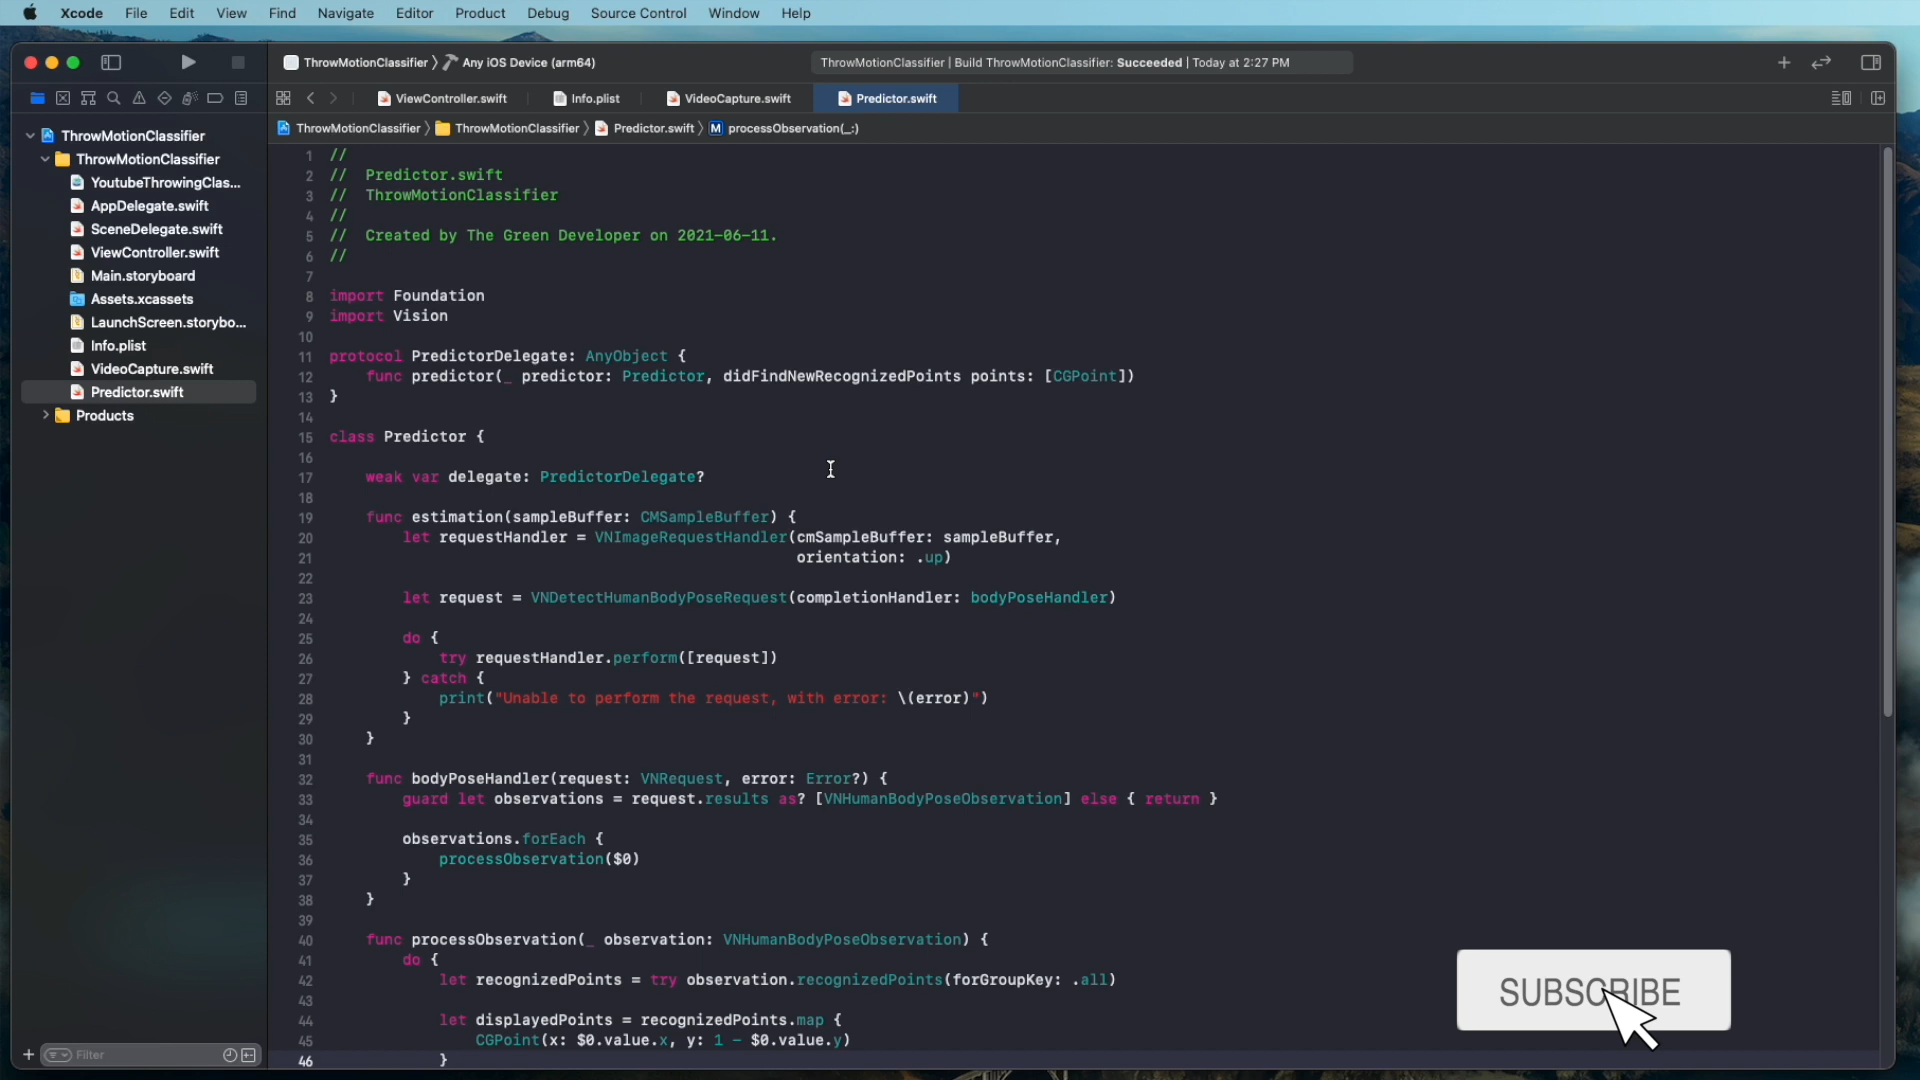 Xcode File Edit View Find Navigate Editor Product Debug Source Control Window Help
ThrowMotionClassifier Any iOS Device (arm64) ThrowMotionClassifier | Build ThrowMotionClassifier: Succeeded | Today at 2:27 PM
ViewController.swift Info.plist VideoCapture.swift Predictor.swift
ThrowMotionClassifier ThrowMotionClassifier Predictor.swift M processObservation(_:)
ThrowMotionClassifier
ThrowMotionClassifier
YoutubeThrowingClas...
AppDelegate.swift
SceneDelegate.swift
ViewController.swift
Main.storyboard
Assets.xcassets
LaunchScreen.storybo...
Info.plist
VideoCapture.swift
Predictor.swift
Products
Filter
1 //
2 // Predictor.swift
3 // ThrowMotionClassifier
4 //
5 // Created by The Green Developer on 2021-06-11.
6 //
7
8 import Foundation
9 import Vision
10
11 protocol PredictorDelegate: AnyObject {
12 func predictor(_ predictor: Predictor, didFindNewRecognizedPoints points: [CGPoint])
13 }
14
15 class Predictor {
16
17 weak var delegate: PredictorDelegate?
18
19 func estimation(sampleBuffer: CMSampleBuffer) {
20 let requestHandler = VNImageRequestHandler(cmSampleBuffer: sampleBuffer,
21 orientation: .up)
22
23 let request = VNDetectHumanBodyPoseRequest(completionHandler: bodyPoseHandler)
24
25 do {
26 try requestHandler.perform([request])
27 } catch {
28 print("Unable to perform the request, with error: \(error)")
29 }
30 }
31
32 func bodyPoseHandler(request: VNRequest, error: Error?) {
33 guard let observations = request.results as? [VNHumanBodyPoseObservation] else { return }
34
35 observations.forEach {
36 processObservation($0)
37 }
38 }
39
40 func processObservation(_ observation: VNHumanBodyPoseObservation) {
41 do {
42 let recognizedPoints = try observation.recognizedPoints(forGroupKey: .all)
43
44 let displayedPoints = recognizedPoints.map {
45 CGPoint(x: $0.value.x, y: 1 - $0.value.y)
46 }
SUBSCRIBE